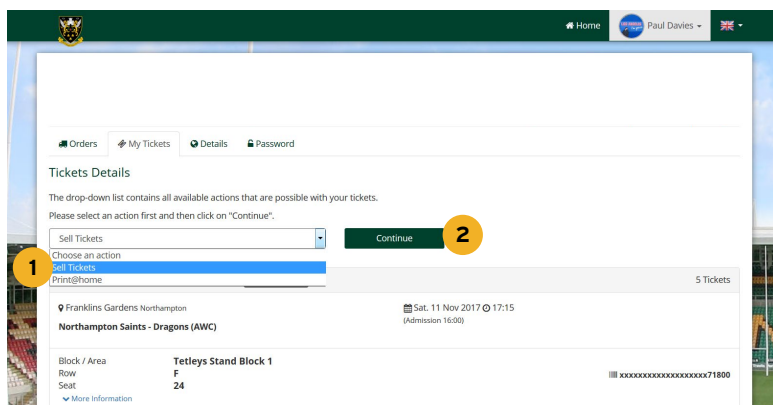 Home Paul Davies
Orders My Tickets Details Password
Tickets Details
The drop-down list contains all available actions that are possible with your tickets.
Please select an action first and then click on "Continue".
Sell Tickets Continue 2
Choose an action
1 Sell Tickets
Print@home
5 Tickets
Franklins Gardens Northampton Sat. 11 Nov 2017 17:15
(Admission 16:00)
Northampton Saints - Dragons (AWC)
Block / Area Tetleys Stand Block 1
Row F
xxxxxxxxxxxxxxxxxxx71800
Seat 24
More Information